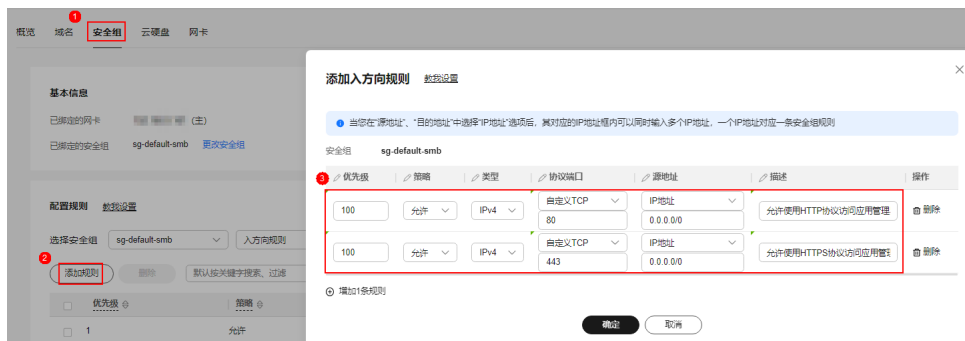 1
概览 域名 安全组 云硬盘 网卡
基本信息
已绑定的网卡 (主)
已绑定的安全组 sg-default-smb 更改安全组
配置规则 教我设置
选择安全组 sg-default-smb 入方向规则
2
添加规则 删除 默认按关键字搜索、过滤
优先级 策略
1 允许
添加入方向规则 教我设置
当您在“源地址”、“目的地址”中选择“IP地址”选项后，其对应的IP地址框内可以同时输入多个IP地址，一个IP地址对应一条安全组规则
安全组 sg-default-smb
3 优先级 策略 类型 协议端口 源地址 描述 操作
100 允许 IPv4 自定义TCP IP地址 允许使用HTTP协议访问应用管理 删除
80 0.0.0.0/0
100 允许 IPv4 自定义TCP IP地址 允许使用HTTPS协议访问应用管 删除
443 0.0.0.0/0
增加1条规则
确定 取消